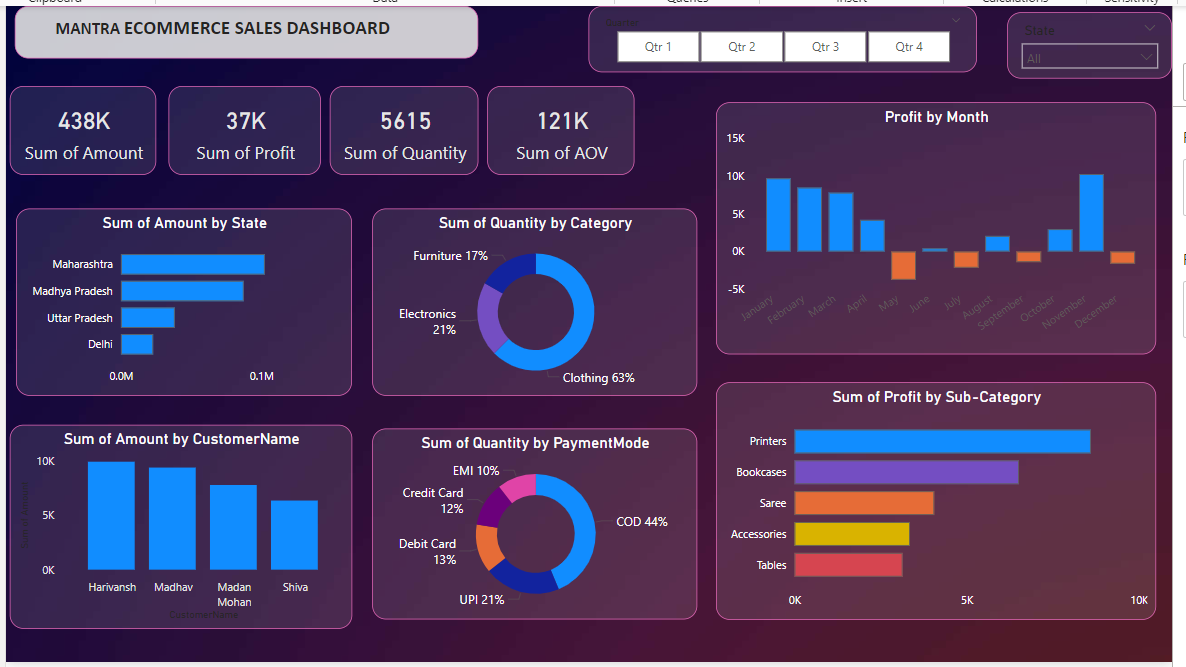 Clipboard
Data
Queries
Insert
Calculations
Sensitivity
MANTRA ECOMMERCE SALES DASHBOARD
Quarter
Qtr 1
Qtr 2
Qtr 3
Qtr 4
State
All
438K
Sum of Amount
37K
Sum of Profit
5615
Sum of Quantity
121K
Sum of AOV
Profit by Month
15K
10K
5K
0K
-5K
January
February
March
April
May
June
July
August
September
October
November
December
Sum of Amount by State
Maharashtra
Madhya Pradesh
Uttar Pradesh
Delhi
0.0M
0.1M
Sum of Quantity by Category
Furniture 17%
Electronics
21%
Clothing 63%
Sum of Profit by Sub-Category
Printers
Bookcases
Saree
Accessories
Tables
0K
5K
10K
Sum of Amount by CustomerName
Sum of Amount
10K
5K
0K
Harivansh
Madhav
Madan
Mohan
Shiva
CustomerName
Sum of Quantity by PaymentMode
EMI 10%
Credit Card
12%
Debit Card
13%
UPI 21%
COD 44%